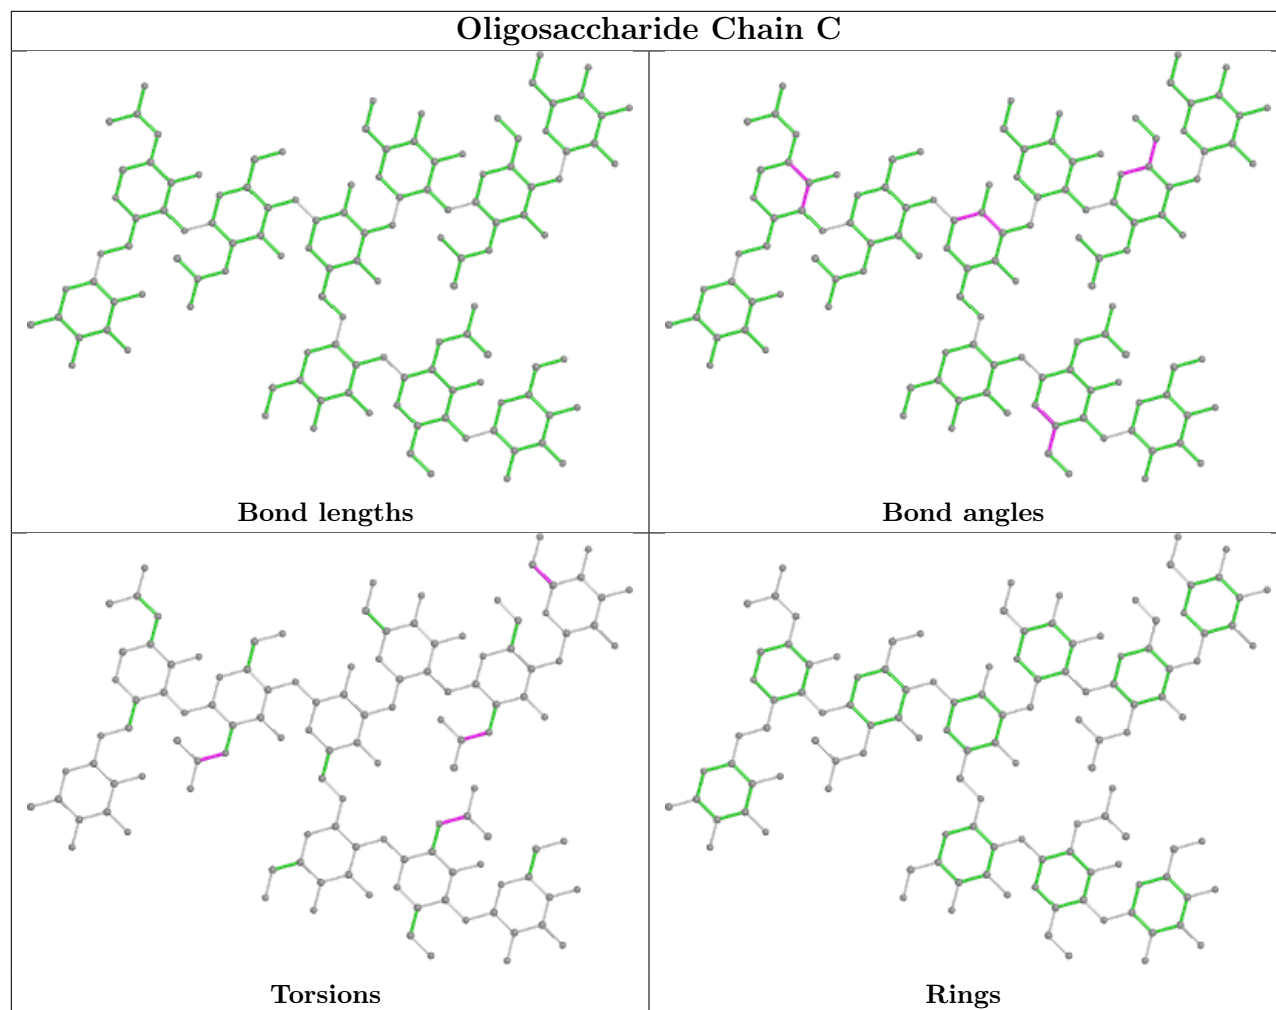 Oligosaccharide Chain C
Bond lengths
Bond angles
Torsions
Rings